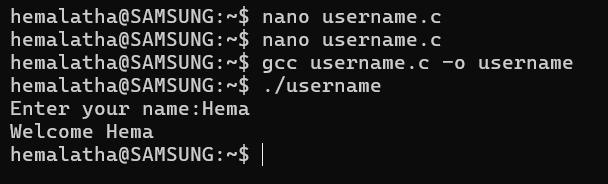 hemalatha@SAMSUNG:~$ nano username.c
hemalatha@SAMSUNG:~$ nano username.c
hemalatha@SAMSUNG:~$ gcc username.c -o username
hemalatha@SAMSUNG:~$ ./username
Enter your name:Hema
Welcome Hema
hemalatha@SAMSUNG:~$